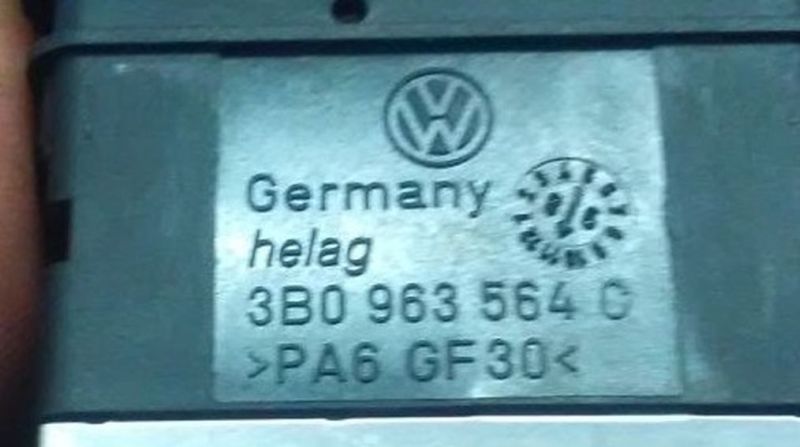 Germany
helag
3B0 963 564 C
>PA6 GF30<